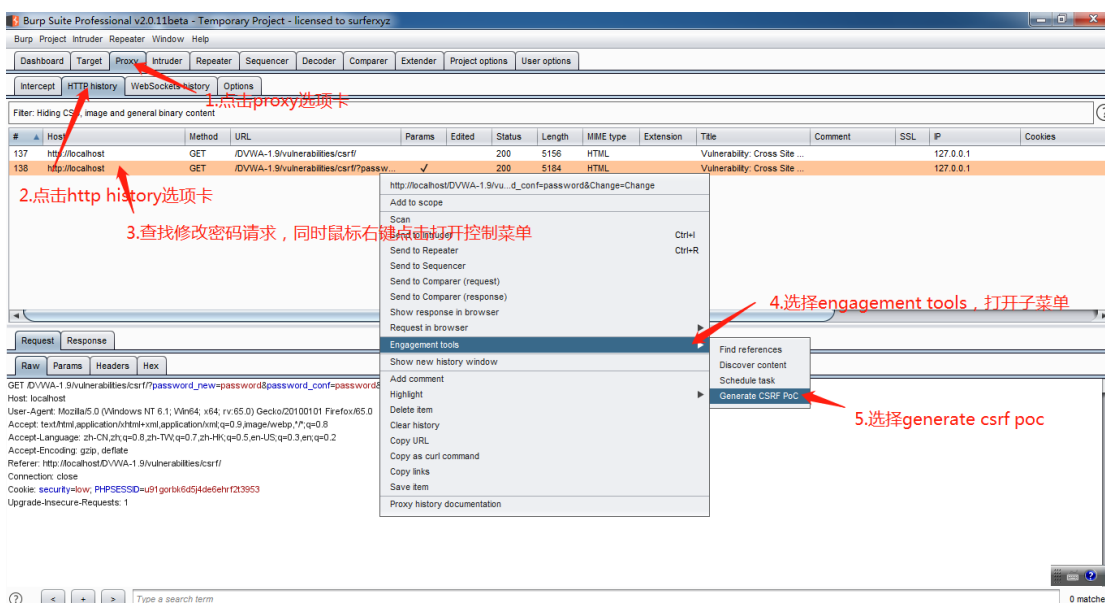 Burp Suite Professional v2.0.11beta - Temporary Project - licensed to surferxyz
Burp Project Intruder Repeater Window Help
Dashboard Target Proxy Intruder Repeater Sequencer Decoder Comparer Extender Project options User options
Intercept HTTP history WebSockets history Options
1.点击proxy选项卡
Filter: Hiding CSS, image and general binary content
# Host Method URL Params Edited Status Length MIME type Extension Title Comment SSL IP Cookies
137 http://localhost GET /DVWA-1.9/vulnerabilities/csrf/ 200 5156 HTML Vulnerability: Cross Site ... 127.0.0.1
138 http://localhost GET /DVWA-1.9/vulnerabilities/csrf/?passw... ✓ 200 5184 HTML Vulnerability: Cross Site ... 127.0.0.1
2.点击http history选项卡
3.查找修改密码请求，同时鼠标右键点击打开控制菜单
http://localhost/DVWA-1.9/vu...d_conf=password&Change=Change
Add to scope
Scan
Send to Intruder Ctrl+I
Send to Repeater Ctrl+R
Send to Sequencer
Send to Comparer (request)
Send to Comparer (response)
Show response in browser
Request in browser
Engagement tools
Show new history window
Add comment
Highlight
Delete item
Clear history
Copy URL
Copy as curl command
Copy links
Save item
Proxy history documentation
4.选择engagement tools，打开子菜单
Find references
Discover content
Schedule task
Generate CSRF PoC
5.选择generate csrf poc
Request Response
Raw Params Headers Hex
GET /DVWA-1.9/vulnerabilities/csrf/?password_new=password&password_conf=password&
Host: localhost
User-Agent: Mozilla/5.0 (Windows NT 6.1; Win64; x64; rv:65.0) Gecko/20100101 Firefox/65.0
Accept: text/html,application/xhtml+xml,application/xml;q=0.9,image/webp,*/*;q=0.8
Accept-Language: zh-CN,zh;q=0.8,zh-TW;q=0.7,zh-HK;q=0.5,en-US;q=0.3,en;q=0.2
Accept-Encoding: gzip, deflate
Referer: http://localhost/DVWA-1.9/vulnerabilities/csrf/
Connection: close
Cookie: security=low; PHPSESSID=u91gorbk6d5j4de6ehrf2t3953
Upgrade-Insecure-Requests: 1
? < + > Type a search term 0 matche